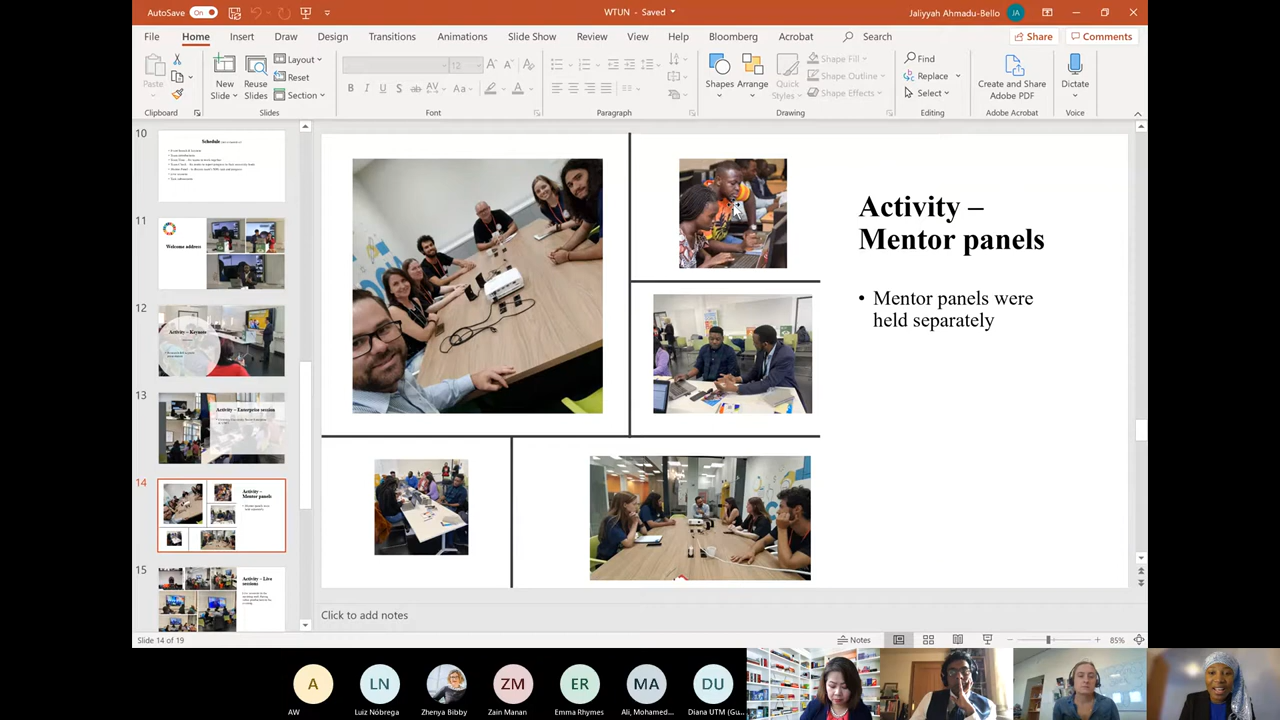 AutoSave
On
WTUN - Saved
Jaliyyah Ahmadu-Bello
JA
File
Home
Insert
Draw
Design
Transitions
Animations
Slide Show
Review
View
Help
Bloomberg
Acrobat
Search
Share
Comments
Paste
New
Slide
Reuse
Slides
Layout
Reset
Section
12
Shapes
Arrange
Quick
Styles
Shape Fill
Shape Outline
Shape Effects
Find
Replace
Select
Create and Share
Adobe PDF
Dictate
Clipboard
Slides
Font
Paragraph
Drawing
Editing
Adobe Acrobat
Voice
10
Schedule
11
Welcome address
12
Activity – Keynote
13
Activity – Enterprise session
14
Activity –
Mentor panels
15
Activity – Live
sessions
Activity –
Mentor panels
• Mentor panels were
held separately
Click to add notes
Slide 14 of 19
Notes
85%
A
AW
LN
Luiz Nóbrega
Zhenya Bibby
ZM
Zain Manan
ER
Emma Rhymes
MA
Ali, Mohamed...
DU
Diana UTM (Gu...